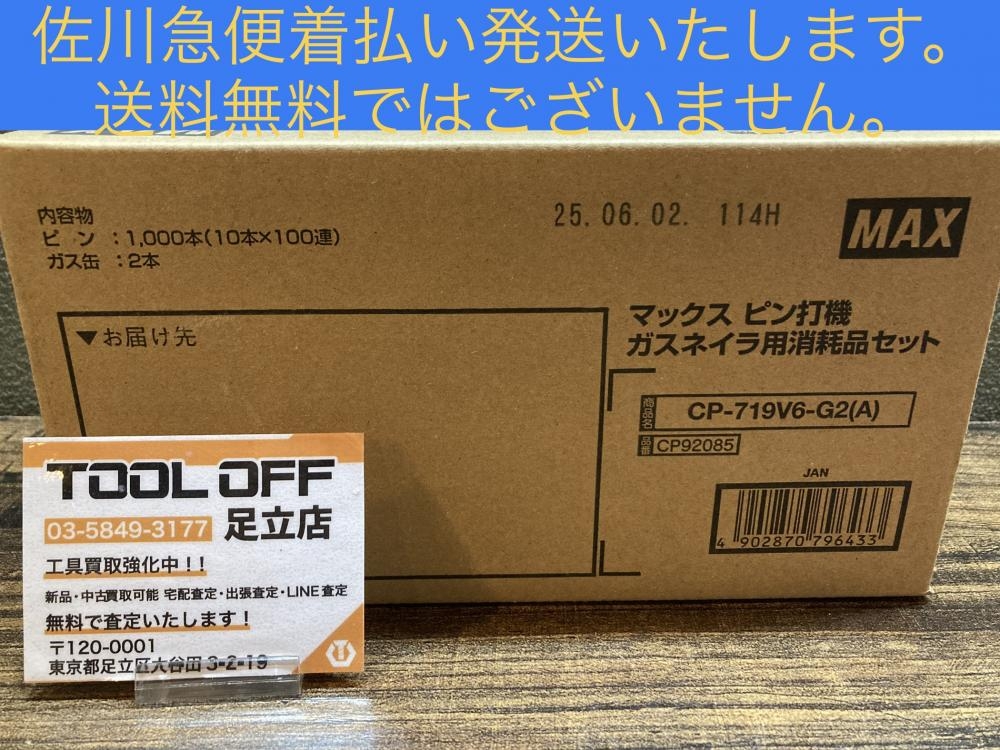 佐川急便着払い発送いたします。
送料無料ではございません。
内容物
ピン：1,000本(10本×100連)
ガス缶：2本
25.06.02. 114H
MAX
▼お届け先
マックス ピン打機
ガスネイラ用消耗品セット
商品名 CP-719V6-G2(A)
品番 CP92085
JAN
4 902870 796433
TOOL OFF
03-5849-3177 足立店
工具買取強化中！！
新品・中古買取可能 宅配査定・出張査定・LINE査定
無料で査定いたします！
〒120-0001
東京都足立区大谷田 3-2-19